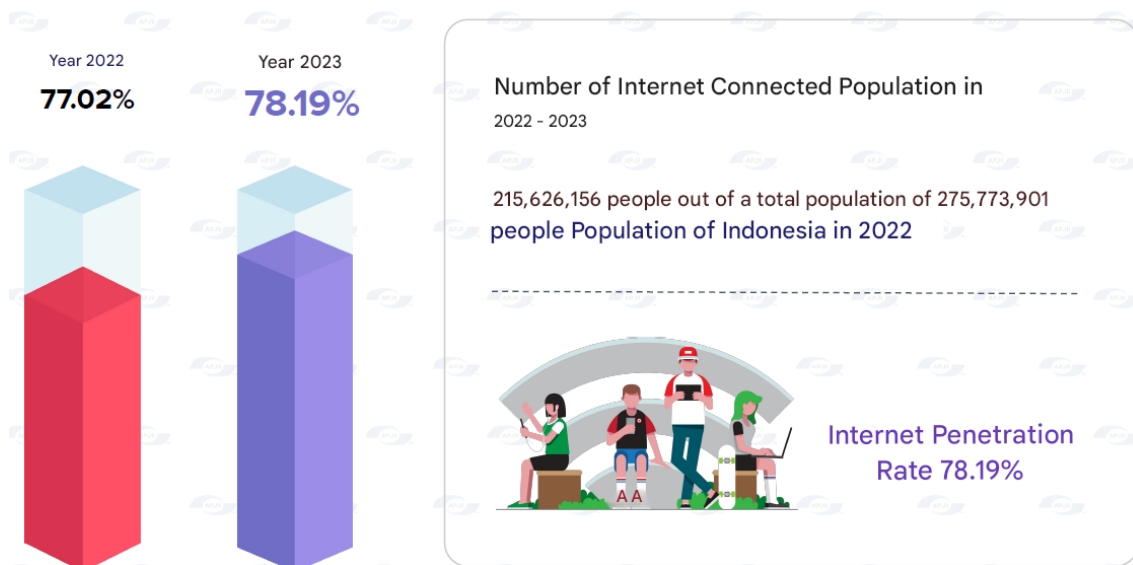 Year 2022
77.02%
Year 2023
78.19%
Number of Internet Connected Population in
2022 - 2023
215,626,156 people out of a total population of 275,773,901
people Population of Indonesia in 2022
A A
Internet Penetration
Rate 78.19%